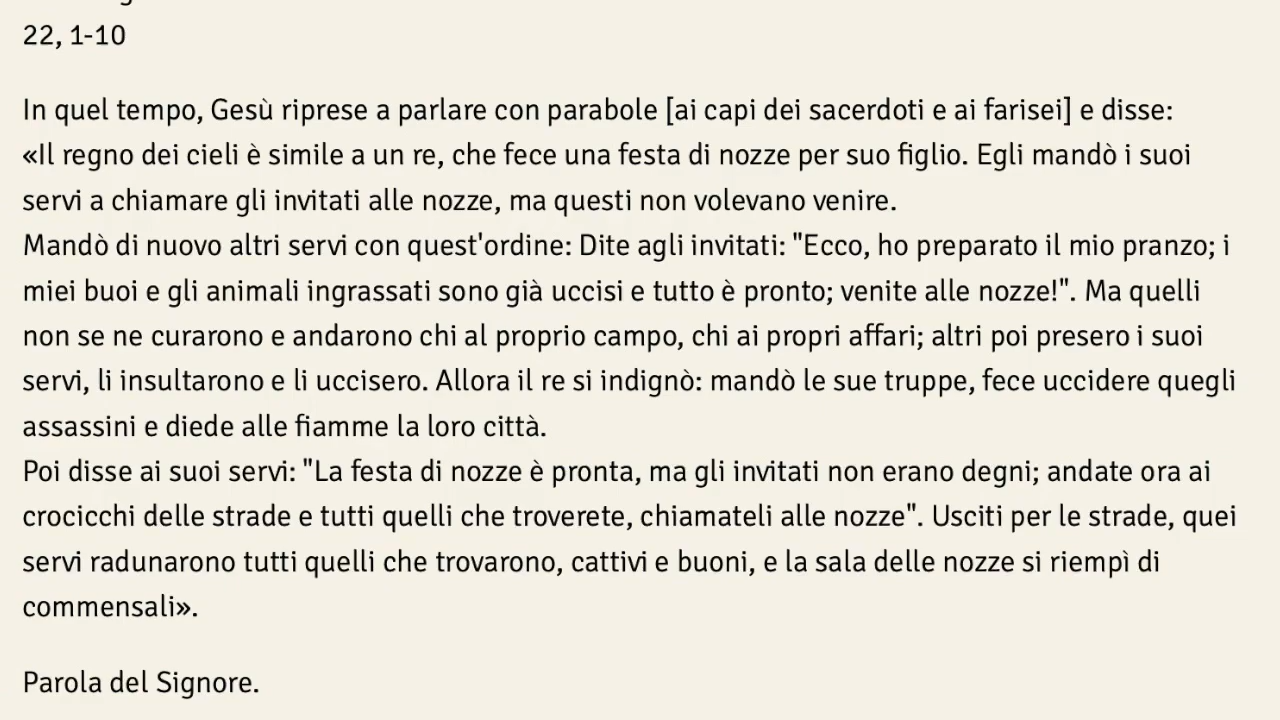 22, 1-10
In quel tempo, Gesù riprese a parlare con parabole [ai capi dei sacerdoti e ai farisei] e disse:
«Il regno dei cieli è simile a un re, che fece una festa di nozze per suo figlio. Egli mandò i suoi
servi a chiamare gli invitati alle nozze, ma questi non volevano venire.
Mandò di nuovo altri servi con quest'ordine: Dite agli invitati: "Ecco, ho preparato il mio pranzo; i
miei buoi e gli animali ingrassati sono già uccisi e tutto è pronto; venite alle nozze!". Ma quelli
non se ne curarono e andarono chi al proprio campo, chi ai propri affari; altri poi presero i suoi
servi, li insultarono e li uccisero. Allora il re si indignò: mandò le sue truppe, fece uccidere quegli
assassini e diede alle fiamme la loro città.
Poi disse ai suoi servi: "La festa di nozze è pronta, ma gli invitati non erano degni; andate ora ai
crocicchi delle strade e tutti quelli che troverete, chiamateli alle nozze". Usciti per le strade, quei
servi radunarono tutti quelli che trovarono, cattivi e buoni, e la sala delle nozze si riempì di
commensali».
Parola del Signore.